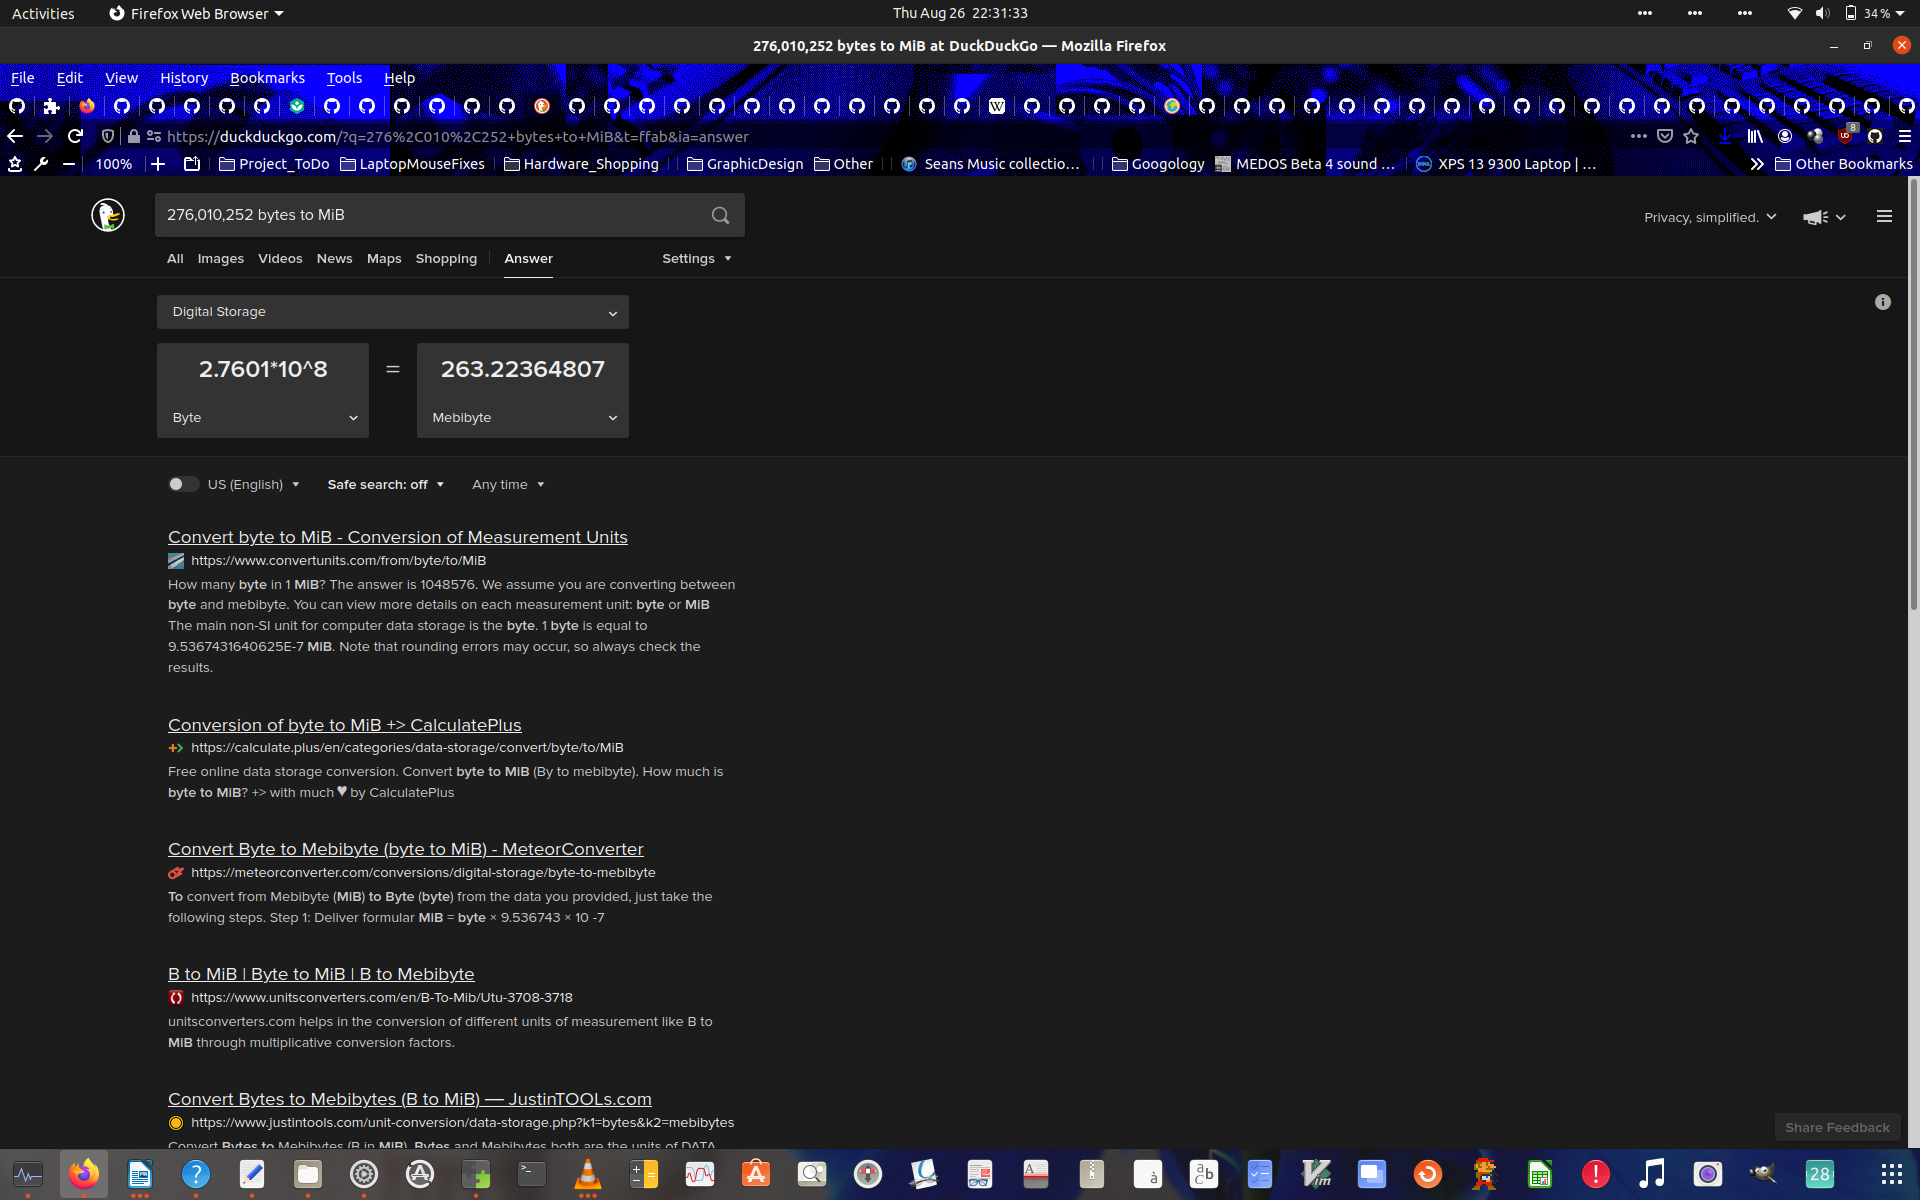 Activities
Firefox Web Browser
Thu Aug 26 22:31:33
34 %
276,010,252 bytes to MiB at DuckDuckGo — Mozilla Firefox
File Edit View History Bookmarks Tools Help
https://duckduckgo.com/?q=276%2C010%2C252+bytes+to+MiB&t=ffab&ia=answer
8
100%
Project_ToDo
LaptopMouseFixes
Hardware_Shopping
GraphicDesign
Other
Seans Music collectio…
Googology
MEDOS Beta 4 sound …
XPS 13 9300 Laptop | …
Other Bookmarks
276,010,252 bytes to MiB
Privacy, simplified.
All Images Videos News Maps Shopping Answer Settings
Digital Storage
2.7601*10^8 = 263.22364807
Byte Mebibyte
US (English) Safe search: off Any time
Convert byte to MiB - Conversion of Measurement Units
https://www.convertunits.com/from/byte/to/MiB
How many byte in 1 MiB? The answer is 1048576. We assume you are converting between
byte and mebibyte. You can view more details on each measurement unit: byte or MiB
The main non-SI unit for computer data storage is the byte. 1 byte is equal to
9.5367431640625E-7 MiB. Note that rounding errors may occur, so always check the
results.
Conversion of byte to MiB +> CalculatePlus
https://calculate.plus/en/categories/data-storage/convert/byte/to/MiB
Free online data storage conversion. Convert byte to MiB (By to mebibyte). How much is
byte to MiB? +> with much ♥ by CalculatePlus
Convert Byte to Mebibyte (byte to MiB) - MeteorConverter
https://meteorconverter.com/conversions/digital-storage/byte-to-mebibyte
To convert from Mebibyte (MiB) to Byte (byte) from the data you provided, just take the
following steps. Step 1: Deliver formular MiB = byte × 9.536743 × 10 -7
B to MiB | Byte to MiB | B to Mebibyte
https://www.unitsconverters.com/en/B-To-Mib/Utu-3708-3718
unitsconverters.com helps in the conversion of different units of measurement like B to
MiB through multiplicative conversion factors.
Convert Bytes to Mebibytes (B to MiB) — JustinTOOLs.com
https://www.justintools.com/unit-conversion/data-storage.php?k1=bytes&k2=mebibytes
Convert Bytes to Mebibytes (B in MiB). Bytes and Mebibytes both are the units of DATA
Share Feedback
28